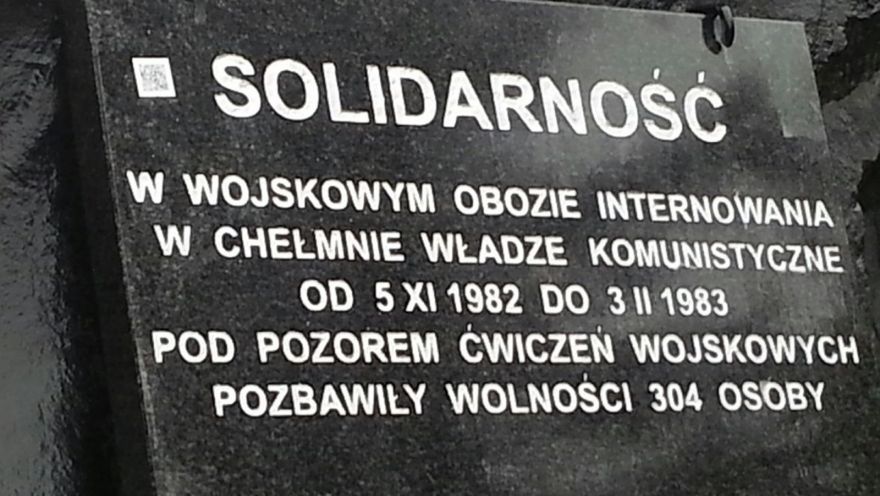 SOLIDARNOŚĆ
W WOJSKOWYM OBOZIE INTERNOWANIA
W CHEŁMNIE WŁADZE KOMUNISTYCZNE
OD 5 XI 1982 DO 3 II 1983
POD POZOREM ĆWICZEŃ WOJSKOWYCH
POZBAWIŁY WOLNOŚCI 304 OSOBY